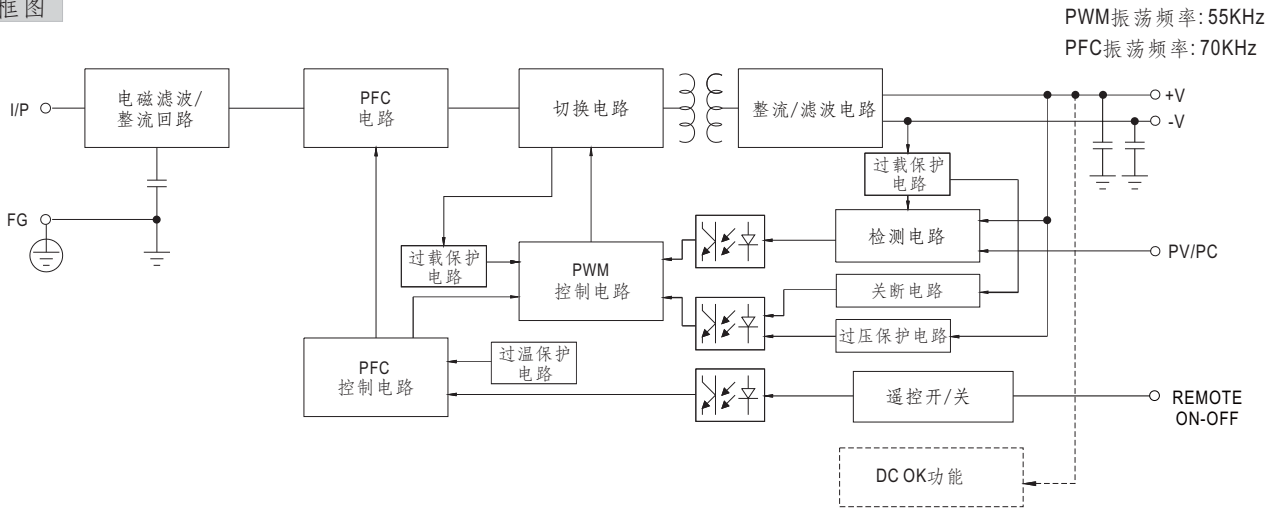 框图
PWM振荡频率:55KHz
PFC振荡频率:70KHz
I/P
电磁滤波/
整流回路
PFC
电路
切换电路
整流/滤波电路
+V
-V
过载保护
电路
FG
检测电路
PV/PC
过载保护
电路
PWM
控制电路
关断电路
过压保护电路
PFC
控制电路
过温保护
电路
遥控开/关
REMOTE
ON-OFF
DC OK功能